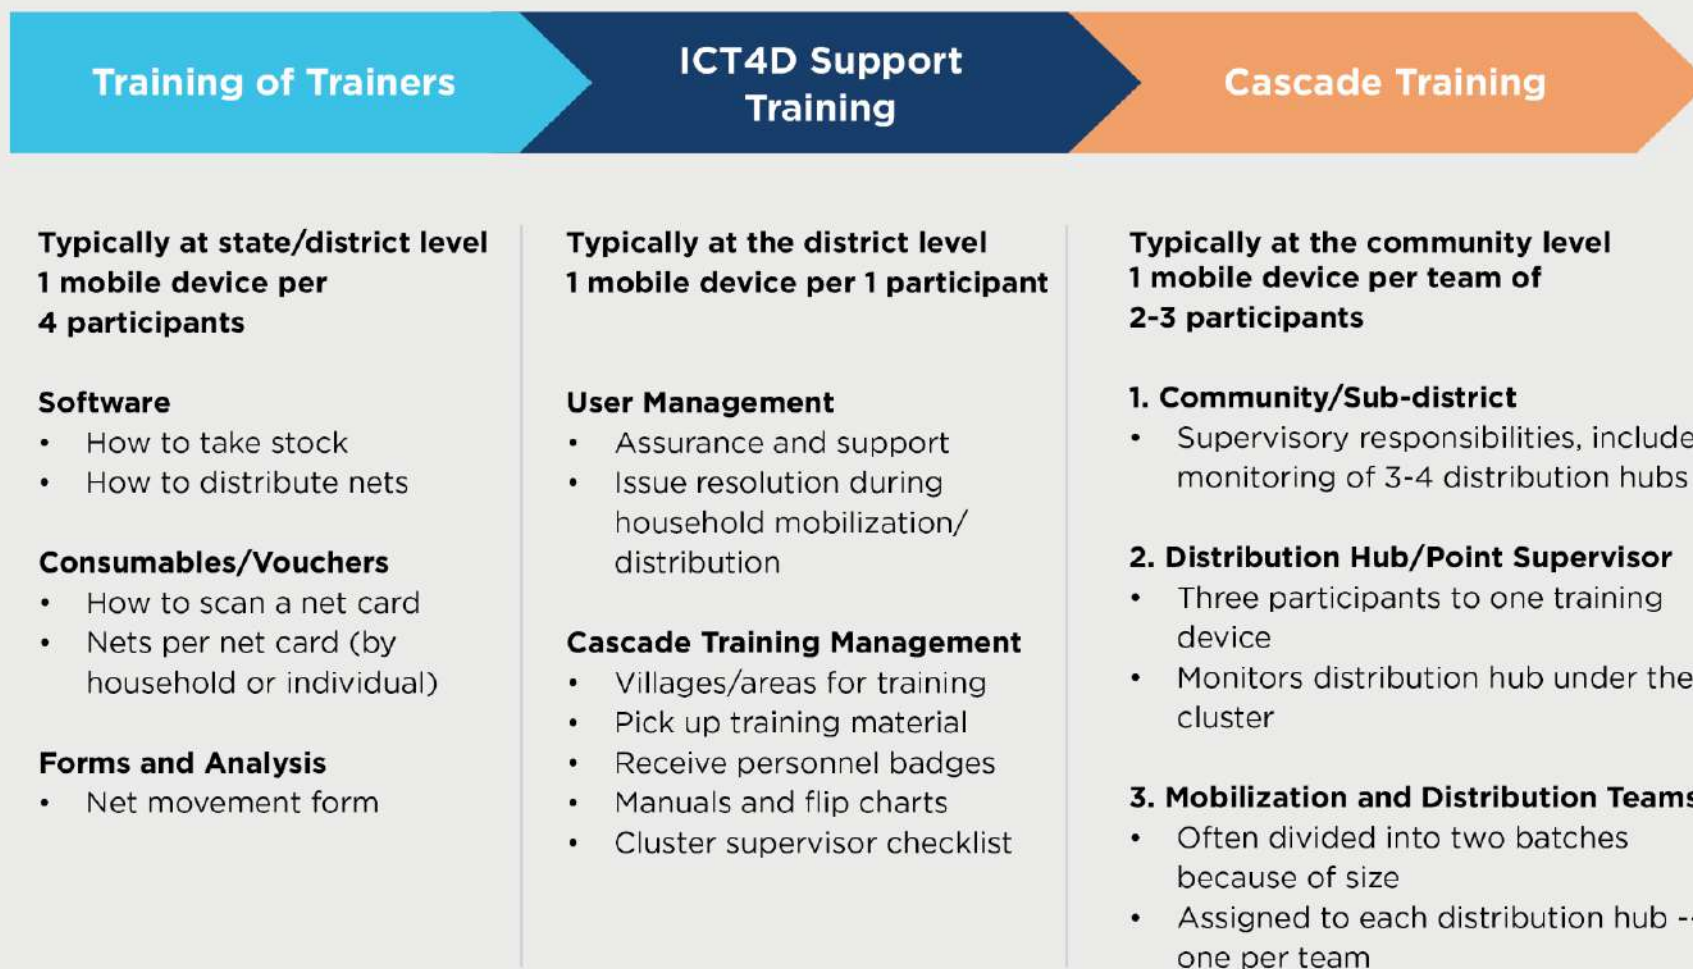 Training of Trainers
ICT4D Support
Training
Cascade Training
Typically at state/district level
1 mobile device per
4 participants
Software
• How to take stock
• How to distribute nets
Consumables/Vouchers
• How to scan a net card
• Nets per net card (by
household or individual)
Forms and Analysis
• Net movement form
Typically at the district level
1 mobile device per 1 participant
User Management
• Assurance and support
• Issue resolution during
household mobilization/
distribution
Cascade Training Management
• Villages/areas for training
• Pick up training material
• Receive personnel badges
• Manuals and flip charts
• Cluster supervisor checklist
Typically at the community level
1 mobile device per team of
2-3 participants
1. Community/Sub-district
• Supervisory responsibilities, include
monitoring of 3-4 distribution hubs
2. Distribution Hub/Point Supervisor
• Three participants to one training
device
• Monitors distribution hub under the
cluster
3. Mobilization and Distribution Teams
• Often divided into two batches
because of size
• Assigned to each distribution hub --
one per team